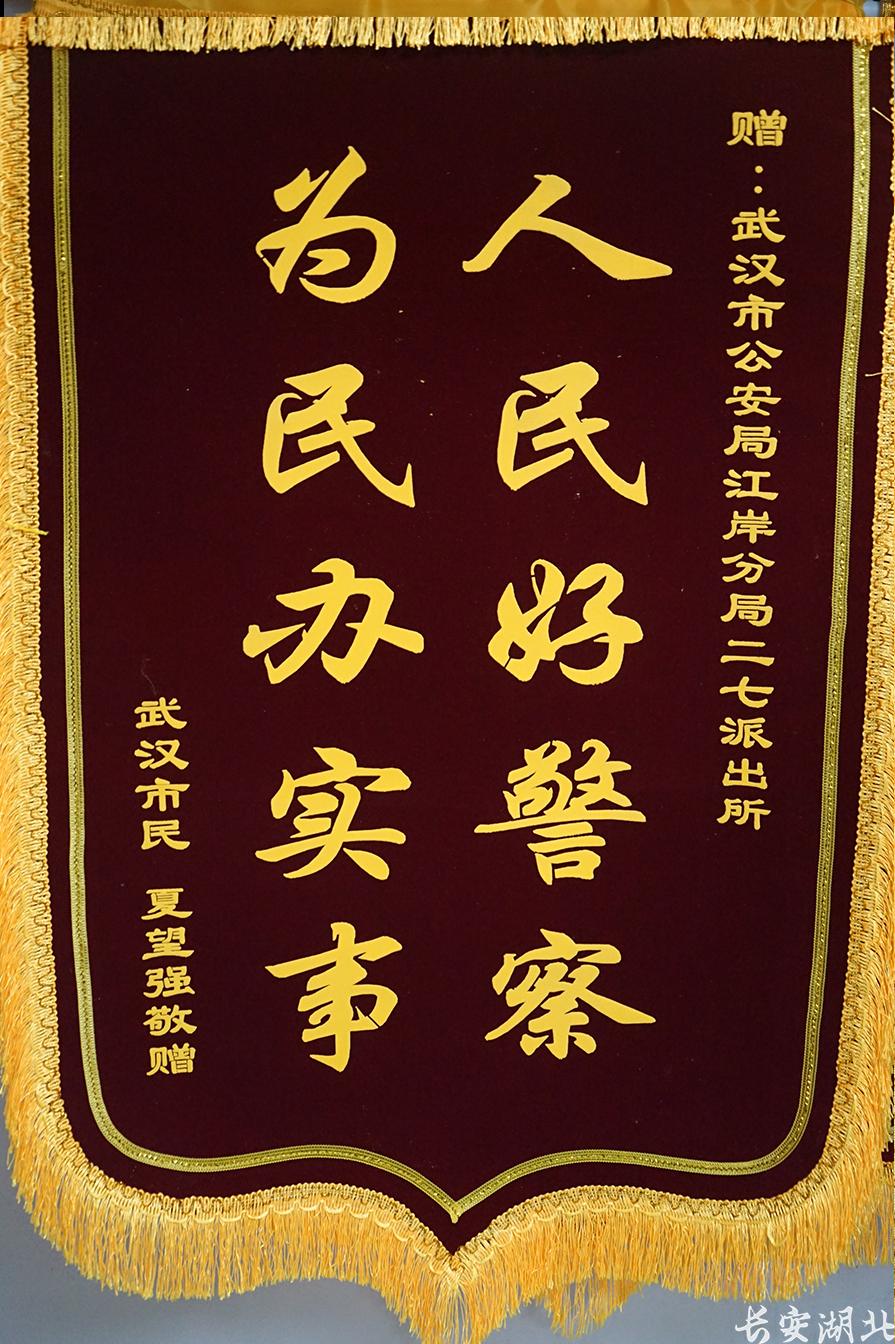 赠：武汉市公安局江岸分局二七派出所
人民好警察
为民办实事
武汉市民 夏望强敬赠
长安湖北